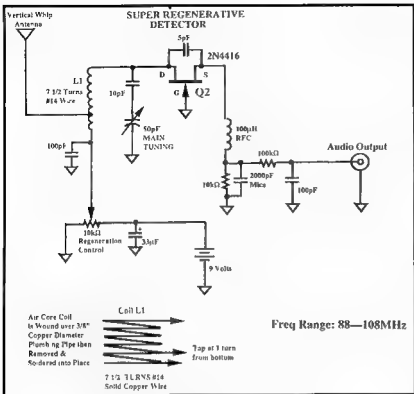 Vertical Whip
Antenna
SUPER REGENERATIVE
DETECTOR
5pF
2N4416
D
S
G
Q2
L1
7 1/2 Turns
#14 Wire
10pF
50pF
MAIN
TUNING
100pF
100µH
RFC
100kΩ
Audio Output
10kΩ
2000pF
Mica
100pF
10kΩ
Regeneration
Control
+
33µF
9 Volts
Air Core Coil
Is Wound over 3/8"
Copper Diameter
Plumbing Pipe then
Removed &
Soldered into Place
Coil L1
Tap at 1 turn
from bottom
7 1/2 TURNS #14
Solid Copper Wire
Freq Range: 88—108MHz